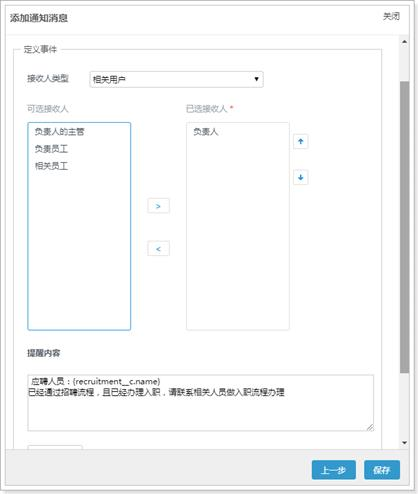 添加通知消息
关闭
定义事件
接收人类型
相关用户
可选接收人
已选接收人 *
负责人的主管
负责员工
相关员工
负责人
>
<
提醒内容
应聘人员：(recruitment__c.name)
已经通过招聘流程，且已经办理入职，请联系相关人员做入职流程办理
上一步
保存